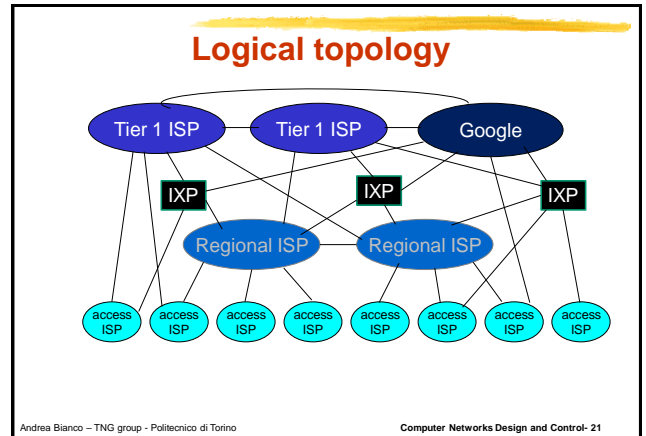 Logical topology
Tier 1 ISP
Tier 1 ISP
Google
IXP
IXP
IXP
Regional ISP
Regional ISP
access
ISP
access
ISP
access
ISP
access
ISP
access
ISP
access
ISP
access
ISP
access
ISP
Andrea Bianco – TNG group - Politecnico di Torino
Computer Networks Design and Control- 21